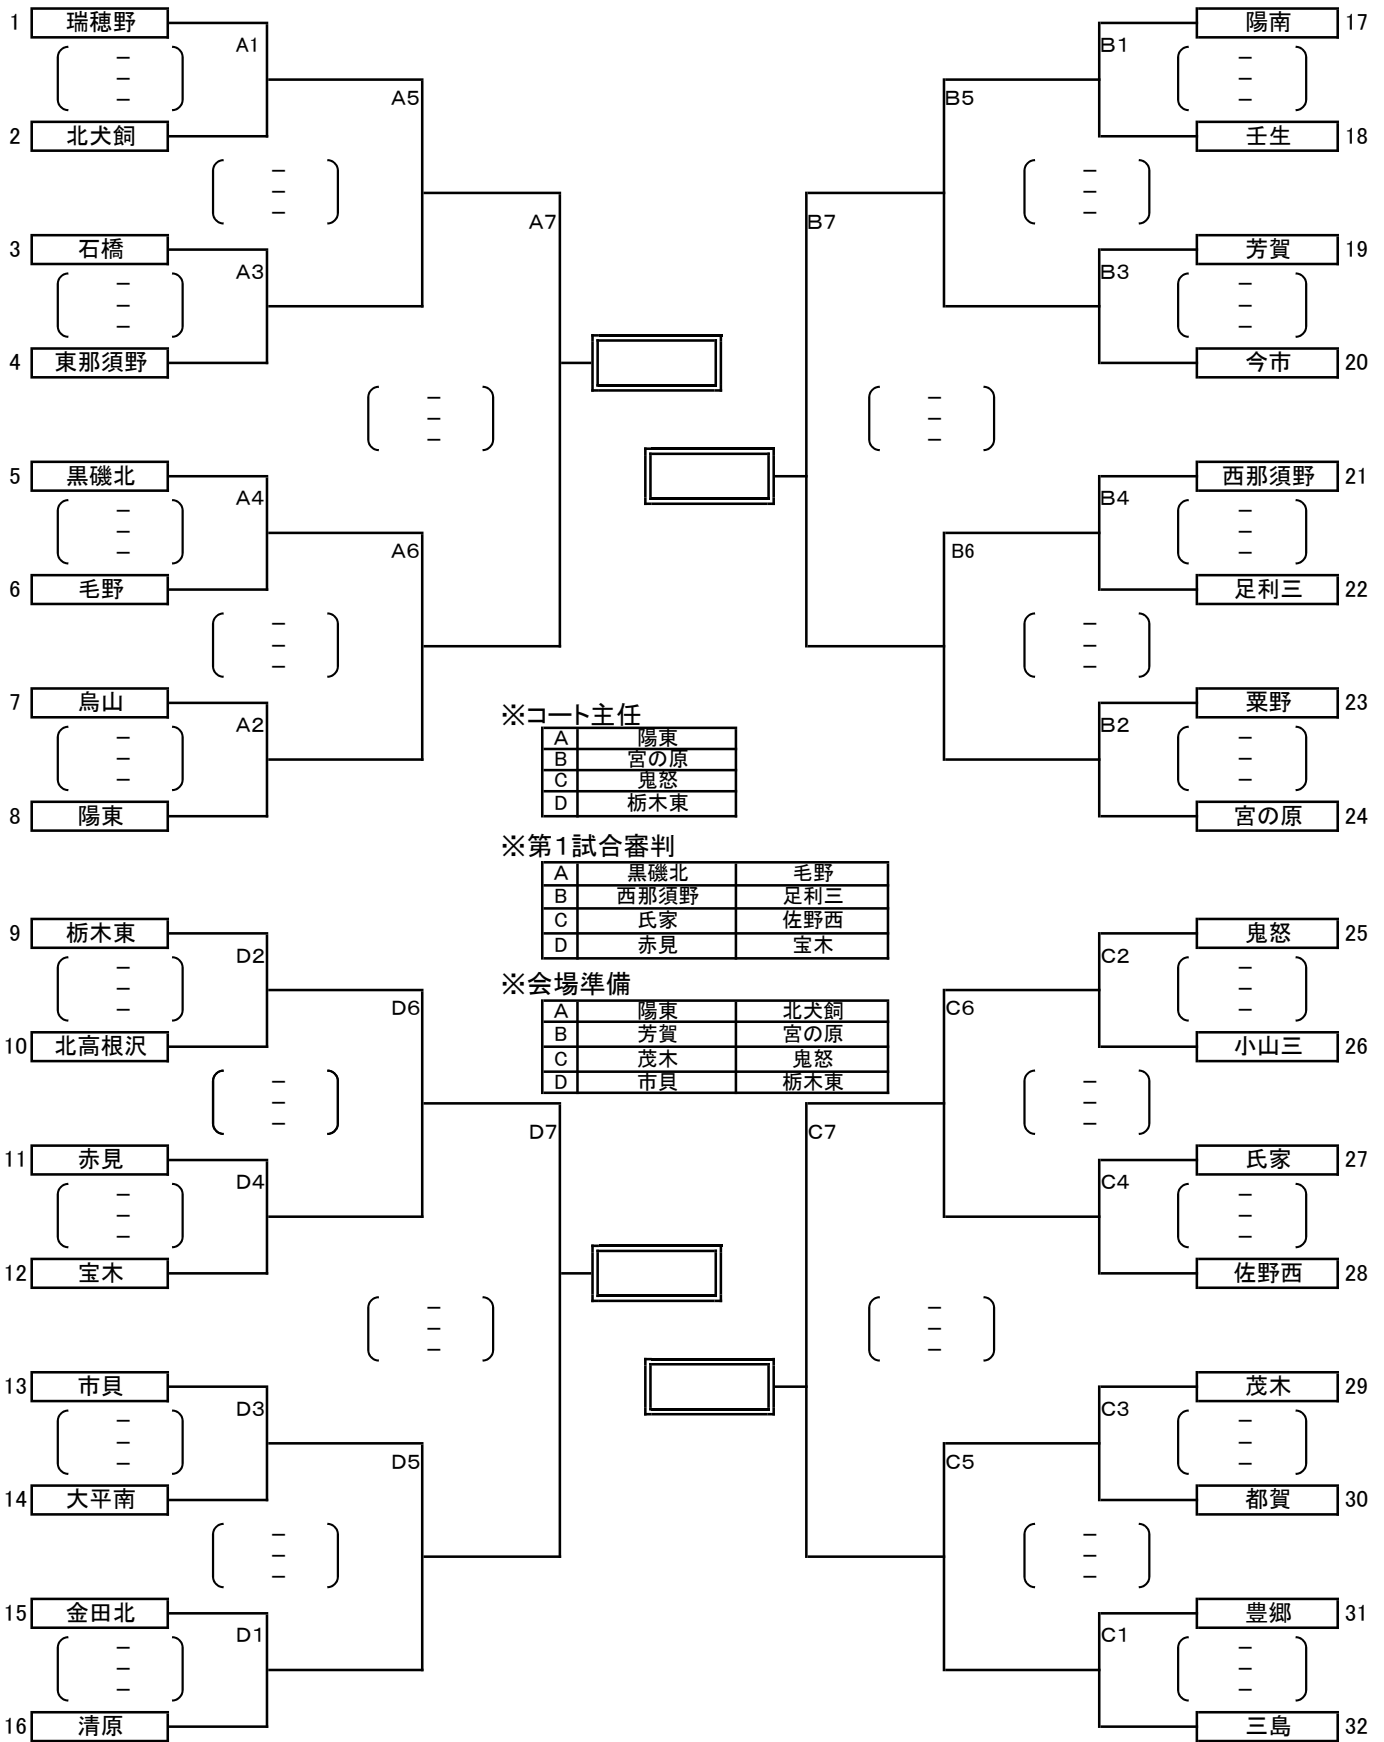 1 瑞穂野
A1
A5
2 北犬飼
3 石橋
A3
4 東那須野
A7
5 黒磯北
A4
A6
6 毛野
7 烏山
A2
8 陽東
9 栃木東
D2
D6
10 北高根沢
11 赤見
D4
12 宝木
D7
13 市貝
D3
D5
14 大平南
15 金田北
D1
16 清原
※コート主任
A 陽東
B 宮の原
C 鬼怒
D 栃木東
※第1試合審判
A 黒磯北 毛野
B 西那須野 足利三
C 氏家 佐野西
D 赤見 宝木
※会場準備
A 陽東 北犬飼
B 芳賀 宮の原
C 茂木 鬼怒
D 市貝 栃木東
陽南 17
B1
B5
壬生 18
B7
芳賀 19
B3
今市 20
西那須野 21
B4
B6
足利三 22
粟野 23
B2
宮の原 24
鬼怒 25
C2
C6
小山三 26
C7
氏家 27
C4
佐野西 28
茂木 29
C3
C5
都賀 30
豊郷 31
C1
三島 32